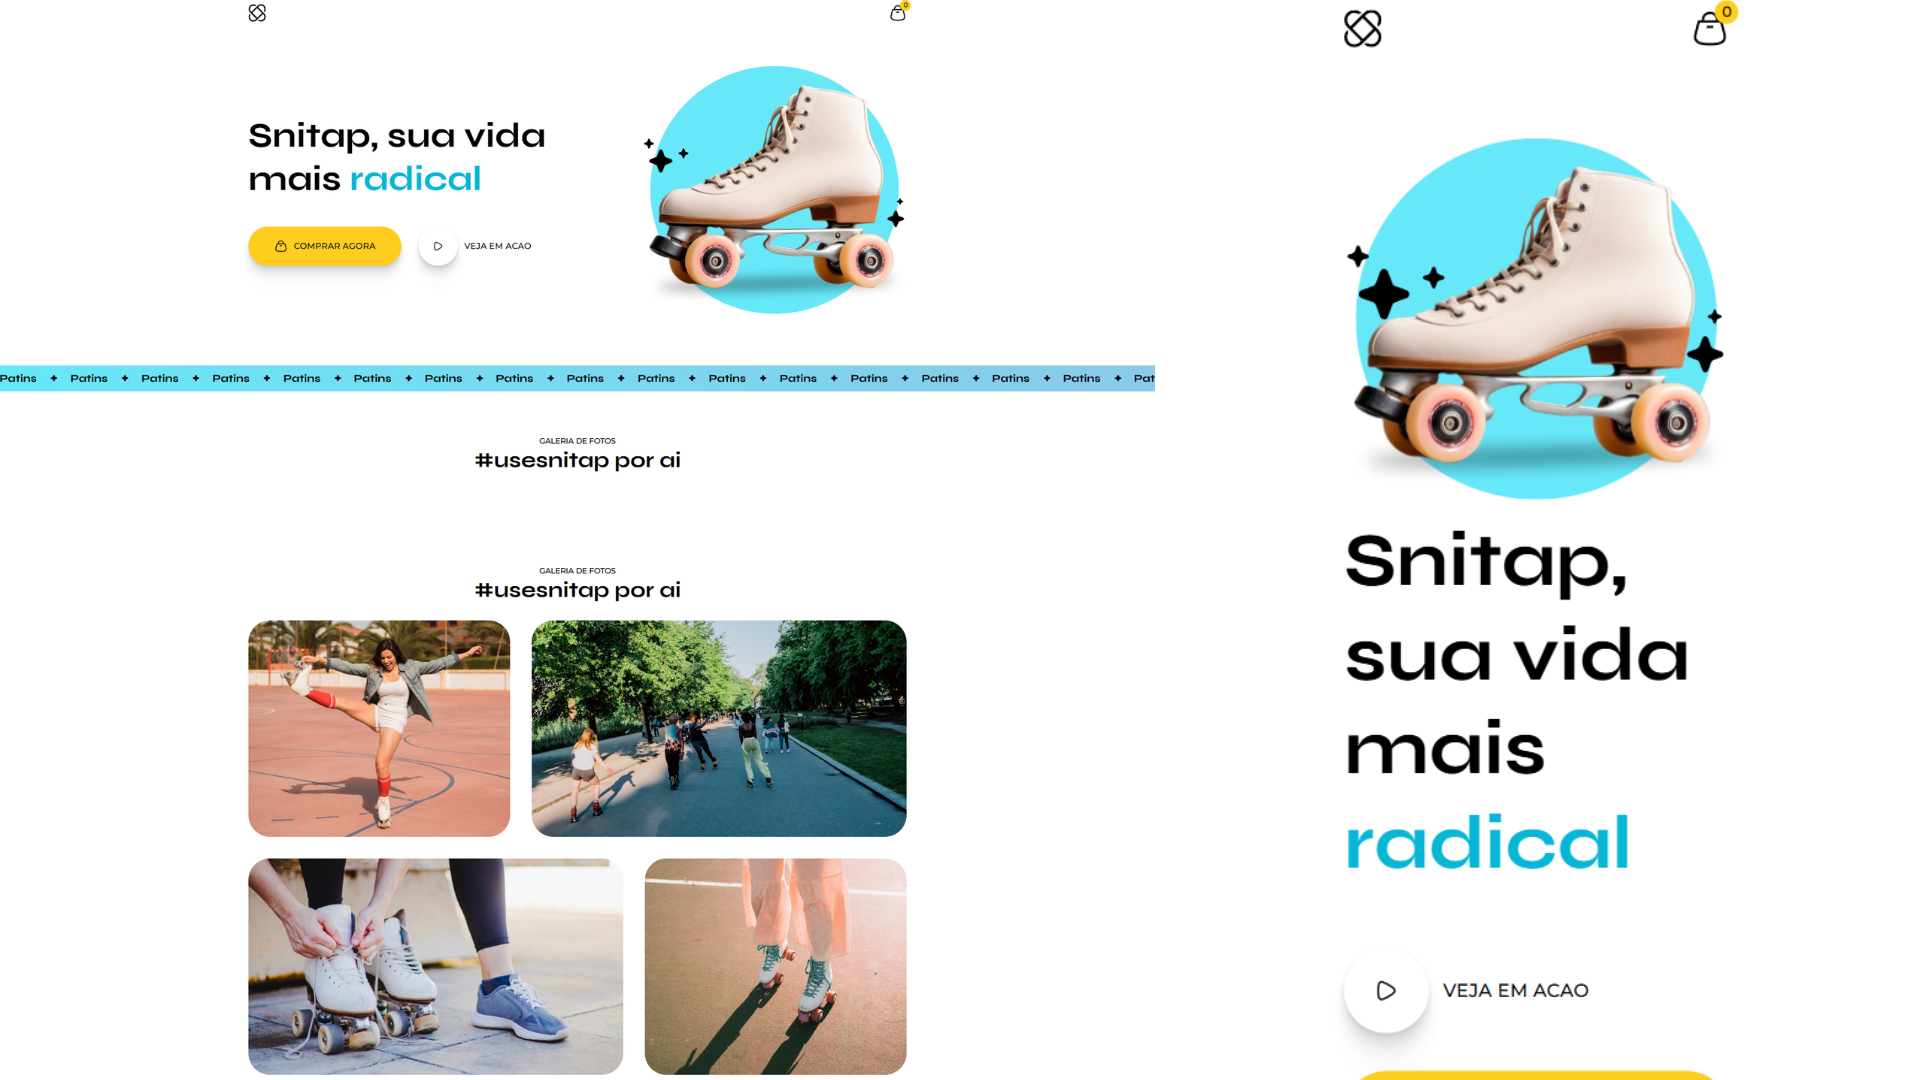 0
Snitap, sua vida
mais radical
COMPRAR AGORA
VEJA EM ACAO
Patins Patins Patins Patins Patins Patins Patins Patins Patins Patins Patins Patins Patins Patins Patins Patins Pat
GALERIA DE FOTOS
#usesnitap por ai
GALERIA DE FOTOS
#usesnitap por ai
0
Snitap,
sua vida
mais
radical
VEJA EM ACAO